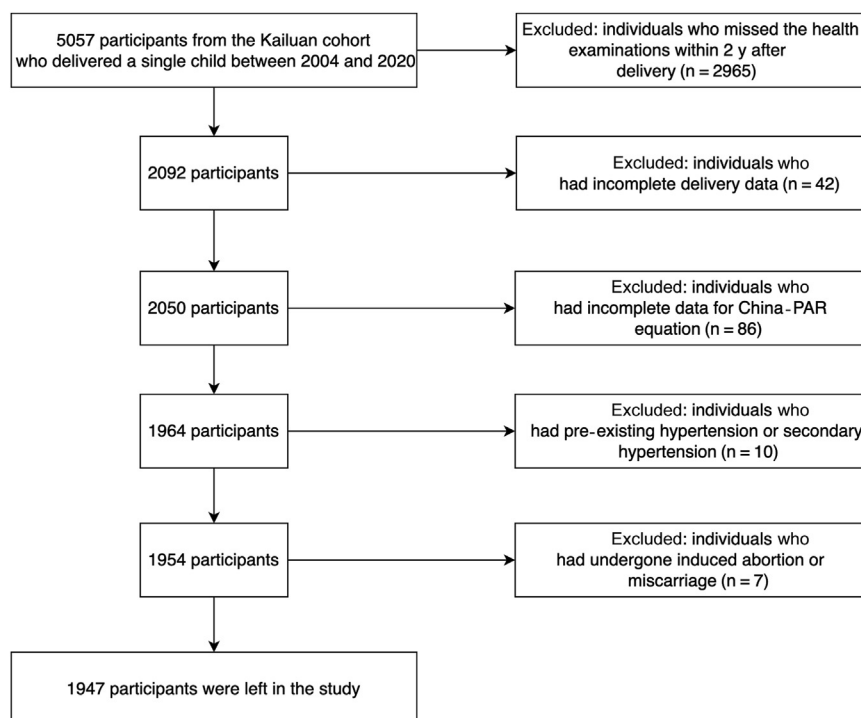 5057 participants from the Kailuan cohort
who delivered a single child between 2004 and 2020
Excluded: individuals who missed the health
examinations within 2 y after
delivery (n = 2965)
2092 participants
Excluded: individuals who
had incomplete delivery data (n = 42)
2050 participants
Excluded: individuals who
had incomplete data for China-PAR
equation (n = 86)
1964 participants
Excluded: individuals who
had pre-existing hypertension or secondary
hypertension (n = 10)
1954 participants
Excluded: individuals who
had undergone induced abortion or
miscarriage (n = 7)
1947 participants were left in the study